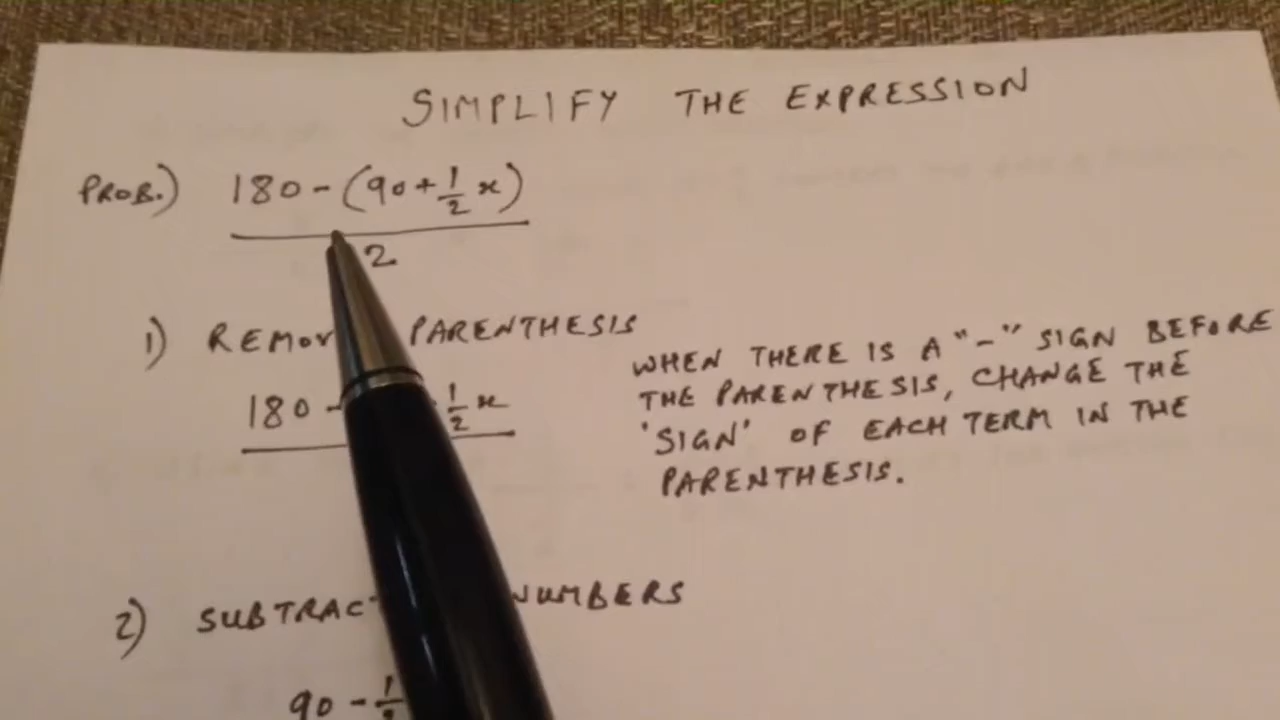 SIMPLIFY THE EXPRESSION
PROB.) 180-(90+1/2 x)
2
1) REMOV PARENTHESIS
WHEN THERE IS A "-" SIGN BEFORE
THE PARENTHESIS, CHANGE THE
'SIGN' OF EACH TERM IN THE
PARENTHESIS.
180- 1/2 x
2) SUBTRACT NUMBERS
90-